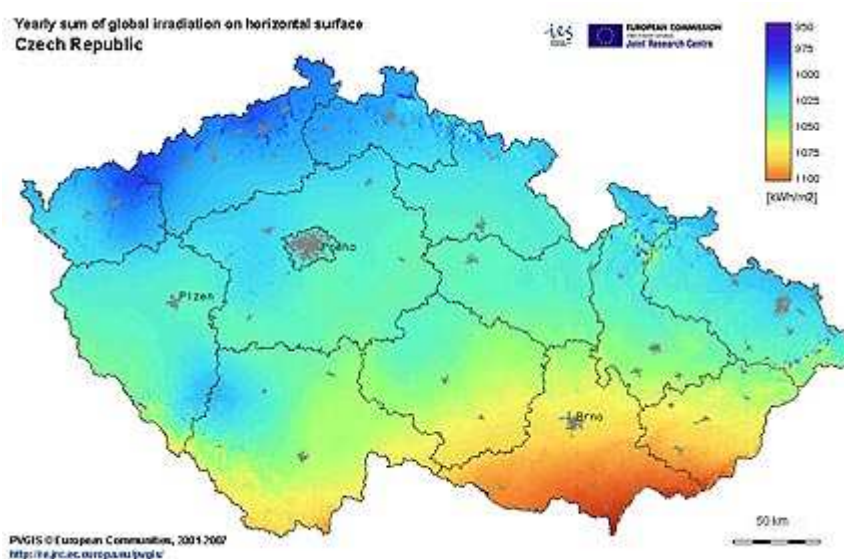 Yearly sum of global irradiation on horizontal surface
Czech Republic
ies
EUROPEAN COMMISSION
Joint Research Centre
950
975
1000
1025
1050
1075
1100
[kWh/m2]
Praha
Plzen
Brno
50 km
PVGIS © European Communities, 2001-2007
http://re.jrc.ec.europa.eu/pvgis/